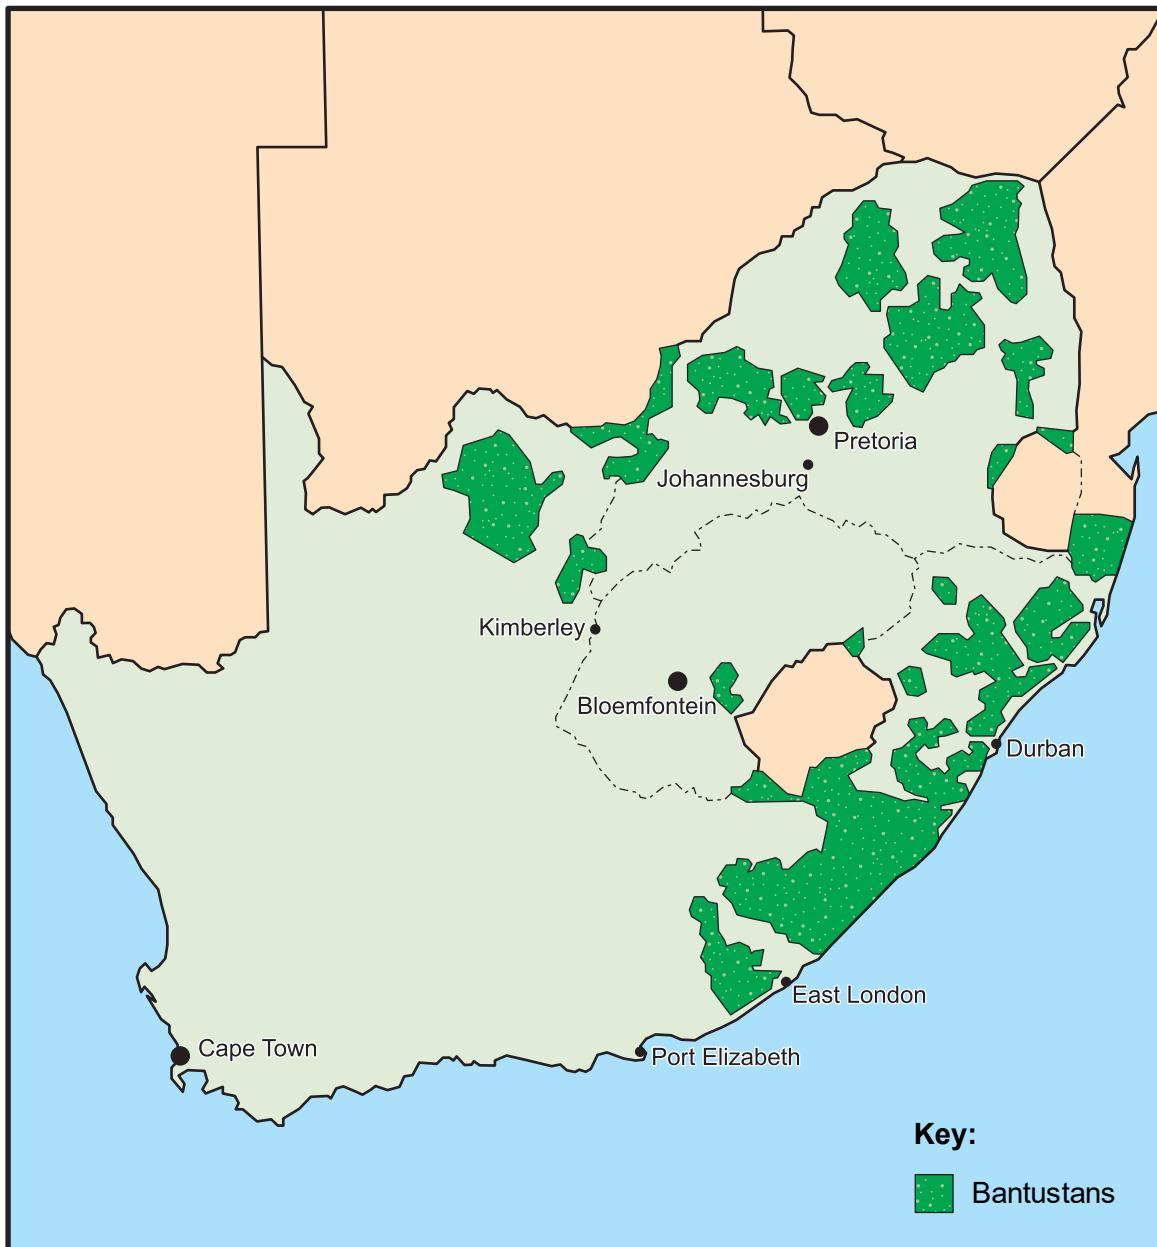 Pretoria
Johannesburg
Kimberley
Bloemfontein
Durban
East London
Cape Town
Port Elizabeth
Key:
Bantustans